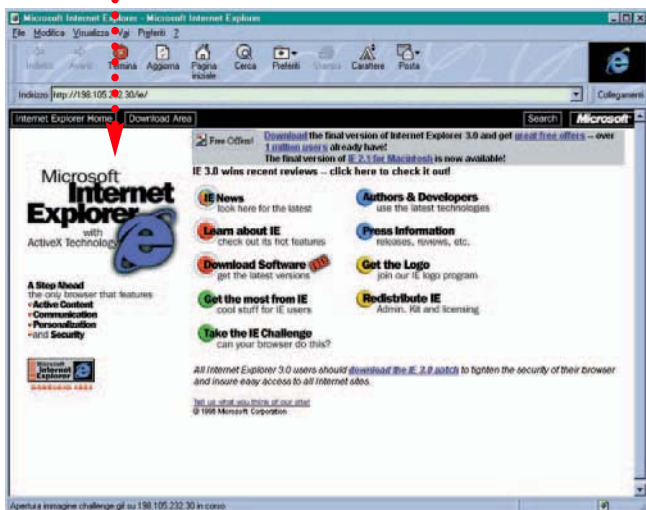 Microsoft Internet Explorer - Microsoft Internet Explorer
File Modifica Visualizza Vai Preferiti ?
Indietro Avanti Termina Aggiorna Pagina iniziale Cerca Preferiti Stampa Carattere Posta
Indirizzo http://198.105.232.30/ie/ Collegamenti
Internet Explorer Home Download Area Search Microsoft
Free Offers! Download the final version of Internet Explorer 3.0 and get great free offers -- over
1 million users already have!
The final version of IE 2.1 for Macintosh is now available!
IE 3.0 wins recent reviews -- click here to check it out!
Microsoft
Internet
Explorer
with
ActiveX Technology
A Step Ahead
the only browser that features
Active Content
Communication
Personalization
and Security
Microsoft
Internet
Explorer
DOWNLOAD AREA
IE News
look here for the latest
Learn about IE
check out its hot features
Download Software
get the latest versions
Get the most from IE
cool stuff for IE users
Take the IE Challenge
can your browser do this?
Authors & Developers
use the latest technologies
Press Information
releases, reviews, etc.
Get the Logo
join our IE logo program
Redistribute IE
Admin. Kit and licensing
All Internet Explorer 3.0 users should download the IE 3.0 patch to tighten the security of their browser
and insure easy access to all Internet sites.
Tell us what you think of our site!
© 1996 Microsoft Corporation
Apertura immagine challenge.gif su 198.105.232.30 in corso